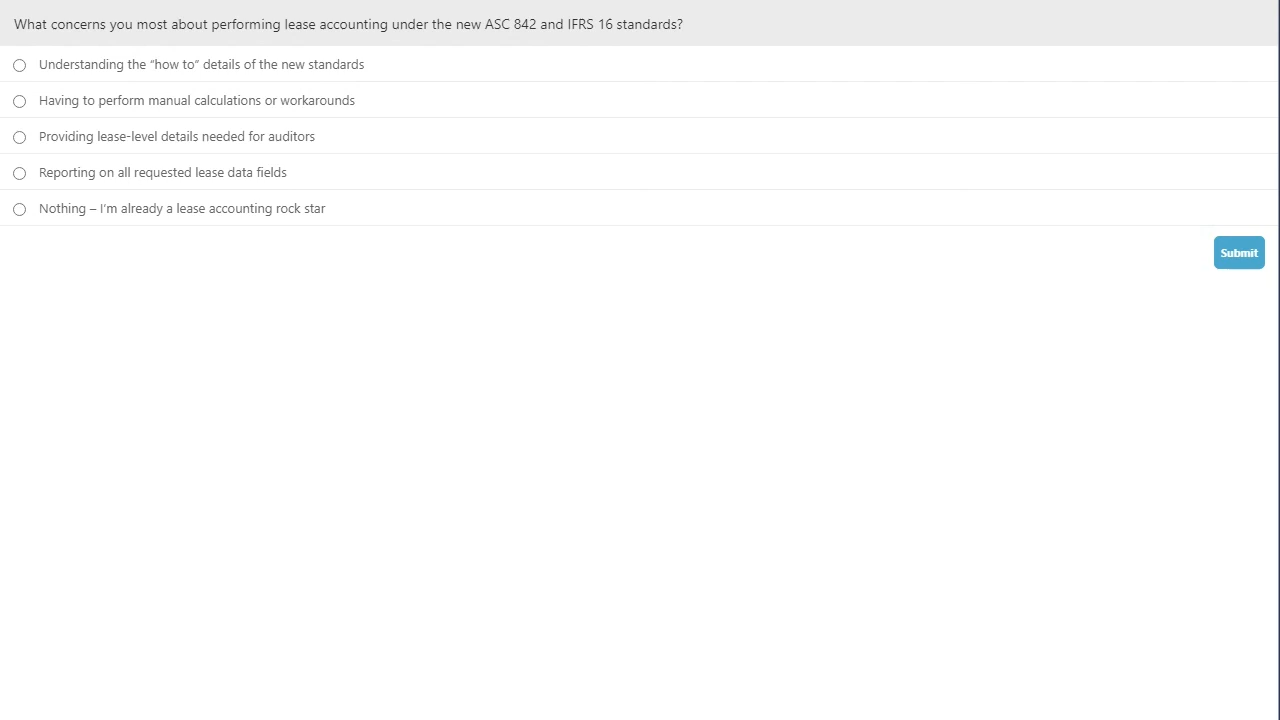 What concerns you most about performing lease accounting under the new ASC 842 and IFRS 16 standards?
Understanding the “how to” details of the new standards
Having to perform manual calculations or workarounds
Providing lease-level details needed for auditors
Reporting on all requested lease data fields
Nothing – I’m already a lease accounting rock star
Submit